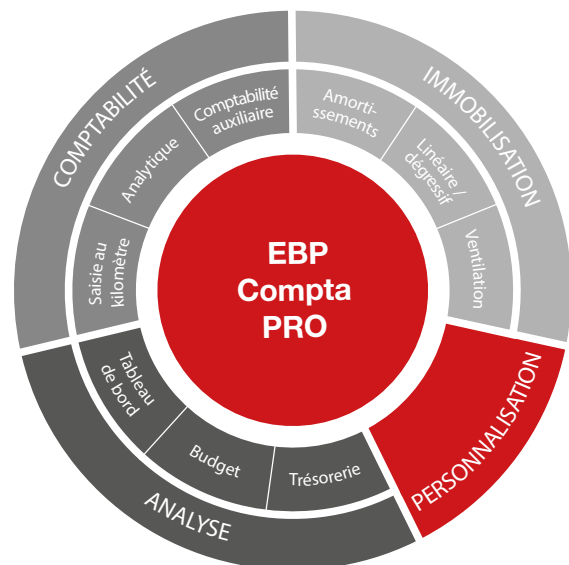 COMPTABILITÉ
Saisie au
kilomètre
Analytique
Comptabilité
auxiliaire
IMMOBILISATION
Amorti-
ssements
Linéaire /
dégressif
Ventilation
EBP
Compta
PRO
PERSONNALISATION
ANALYSE
Tableau
de bord
Budget
Trésorerie